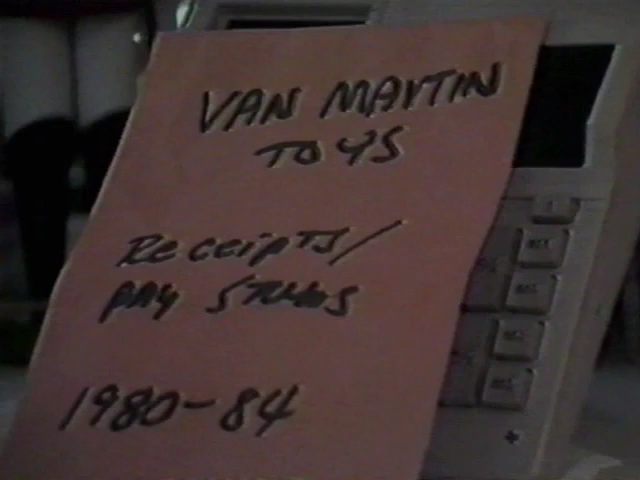 VAN MARTIN
TOYS
Receipts/
pay stubs
1980-84